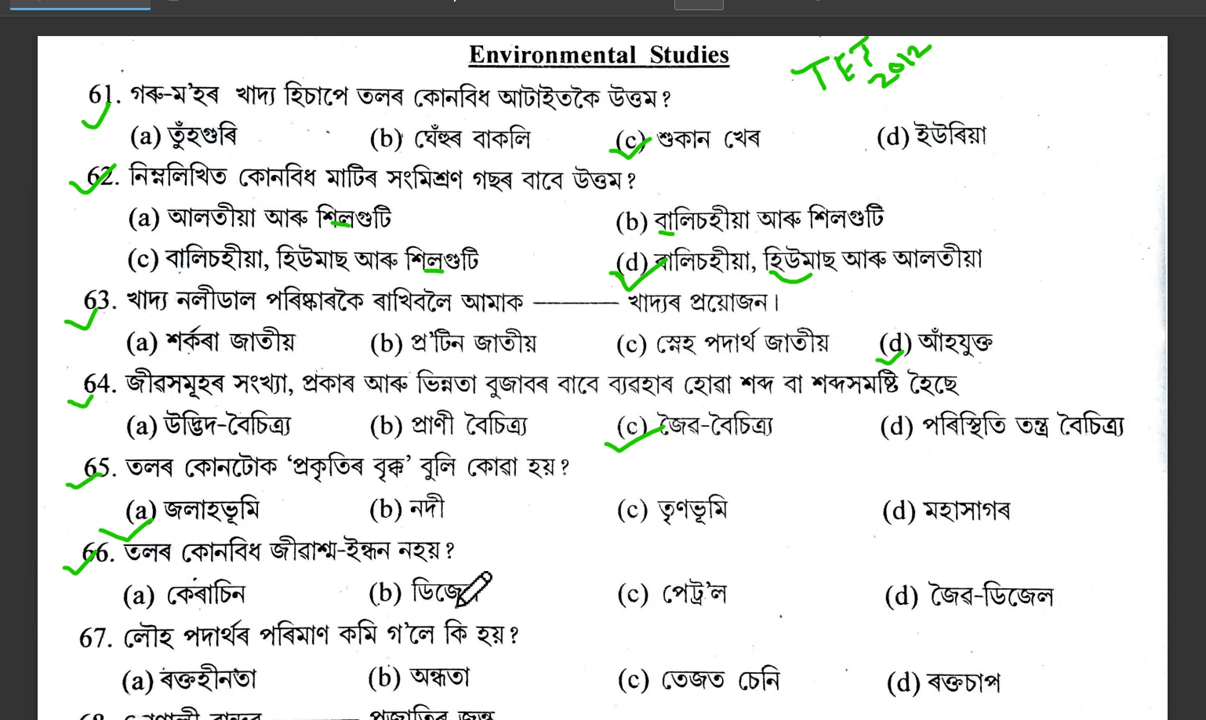 Environmental Studies
TET 2012
61. গৰু-ম'হৰ খাদ্য হিচাপে তলৰ কোনবিধ আটাইতকৈ উত্তম?
(a) তুঁহগুৰি (b) ঘেঁহুৰ বাকলি (c) শুকান খেৰ (d) ইউৰিয়া
62. নিম্নলিখিত কোনবিধ মাটিৰ সংমিশ্ৰণ গছৰ বাবে উত্তম?
(a) আলতীয়া আৰু শিলগুটি (b) বালিচহীয়া আৰু শিলগুটি
(c) বালিচহীয়া, হিউমাছ আৰু শিলগুটি (d) বালিচহীয়া, হিউমাছ আৰু আলতীয়া
63. খাদ্য নলীডাল পৰিষ্কাৰকৈ ৰাখিবলৈ আমাক ———— খাদ্যৰ প্ৰয়োজন।
(a) শৰ্কৰা জাতীয় (b) প্ৰ'টিন জাতীয় (c) স্নেহ পদাৰ্থ জাতীয় (d) আঁহযুক্ত
64. জীৱসমূহৰ সংখ্যা, প্ৰকাৰ আৰু ভিন্নতা বুজাবৰ বাবে ব্যৱহাৰ হোৱা শব্দ বা শব্দসমষ্টি হৈছে
(a) উদ্ভিদ-বৈচিত্ৰ্য (b) প্ৰাণী বৈচিত্ৰ্য (c) জৈৱ-বৈচিত্ৰ্য (d) পৰিস্থিতি তন্ত্ৰ বৈচিত্ৰ্য
65. তলৰ কোনটোক 'প্ৰকৃতিৰ বৃক্ক' বুলি কোৱা হয়?
(a) জলাহভূমি (b) নদী (c) তৃণভূমি (d) মহাসাগৰ
66. তলৰ কোনবিধ জীৱাশ্ম-ইন্ধন নহয়?
(a) কেৰাচিন (b) (c) পেট্ৰ'ল (d) জৈৱ-ডিজেল
67. লৌহ পদাৰ্থৰ পৰিমাণ কমি গ'লে কি হয়?
(a) ৰক্তহীনতা (b) অন্ধতা (c) তেজত চেনি (d) ৰক্তচাপ